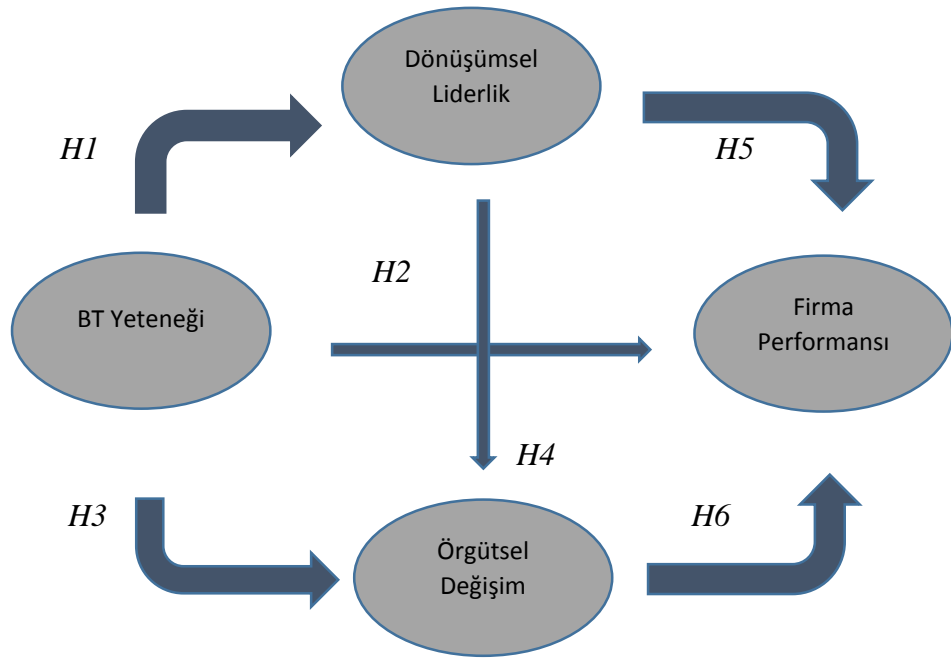 Dönüşümsel
Liderlik
H1
H5
H2
BT Yeteneği
Firma
Performansı
H4
H3
H6
Örgütsel
Değişim